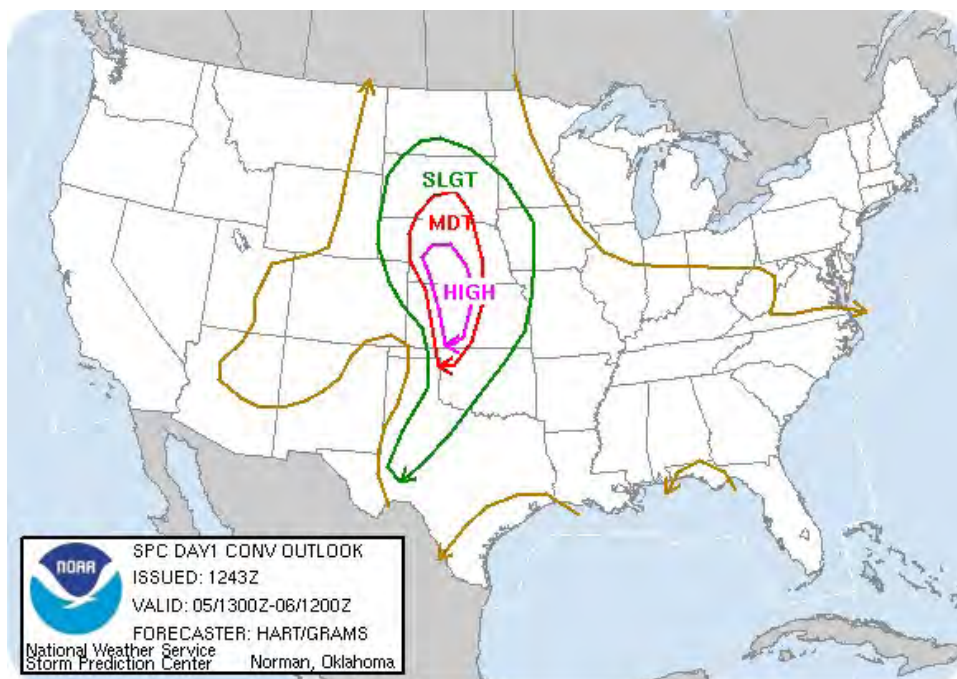 SLGT
MDT
HIGH
NOAA
SPC DAY1 CONV OUTLOOK
ISSUED: 1243Z
VALID: 05/1300Z-06/1200Z
FORECASTER: HART/GRAMS
National Weather Service
Storm Prediction Center Norman, Oklahoma